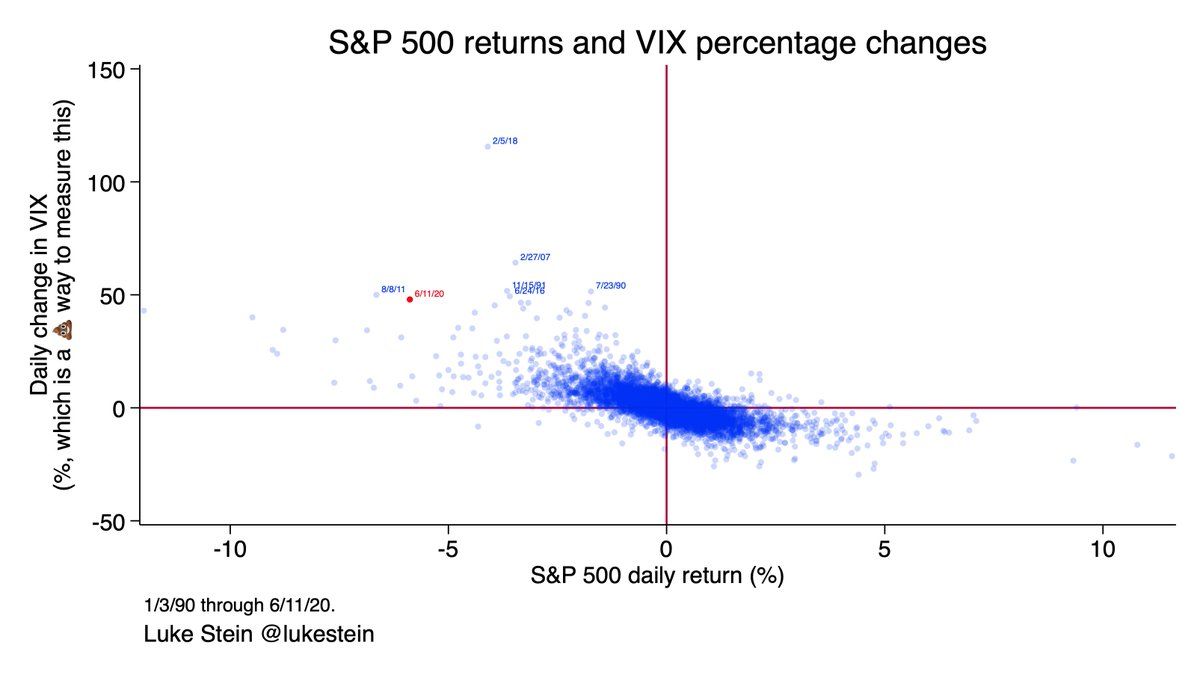 S&P 500 returns and VIX percentage changes
150
100
50
0
-50
Daily change in VIX
(%, which is a 💩 way to measure this)
2/5/18
2/27/07
11/15/91
6/24/16
7/23/90
8/8/11
6/11/20
-10
-5
0
5
10
S&P 500 daily return (%)
1/3/90 through 6/11/20.
Luke Stein @lukestein